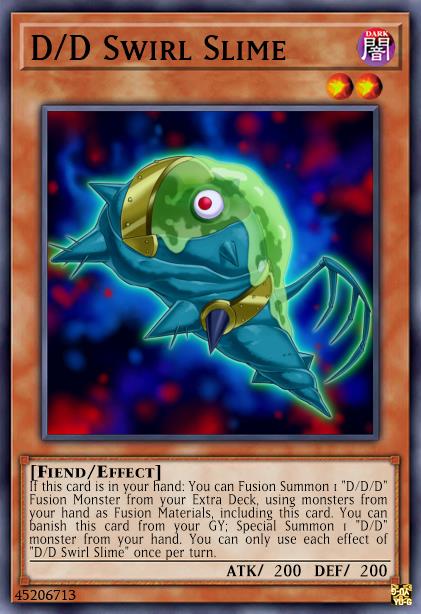 D/D Swirl Slime
DARK
闇
[Fiend/Effect]
If this card is in your hand: You can Fusion Summon 1 "D/D/D"
Fusion Monster from your Extra Deck, using monsters from
your hand as Fusion Materials, including this card. You can
banish this card from your GY; Special Summon 1 "D/D"
monster from your hand. You can only use each effect of
"D/D Swirl Slime" once per turn.
ATK/ 200 DEF/ 200
45206713